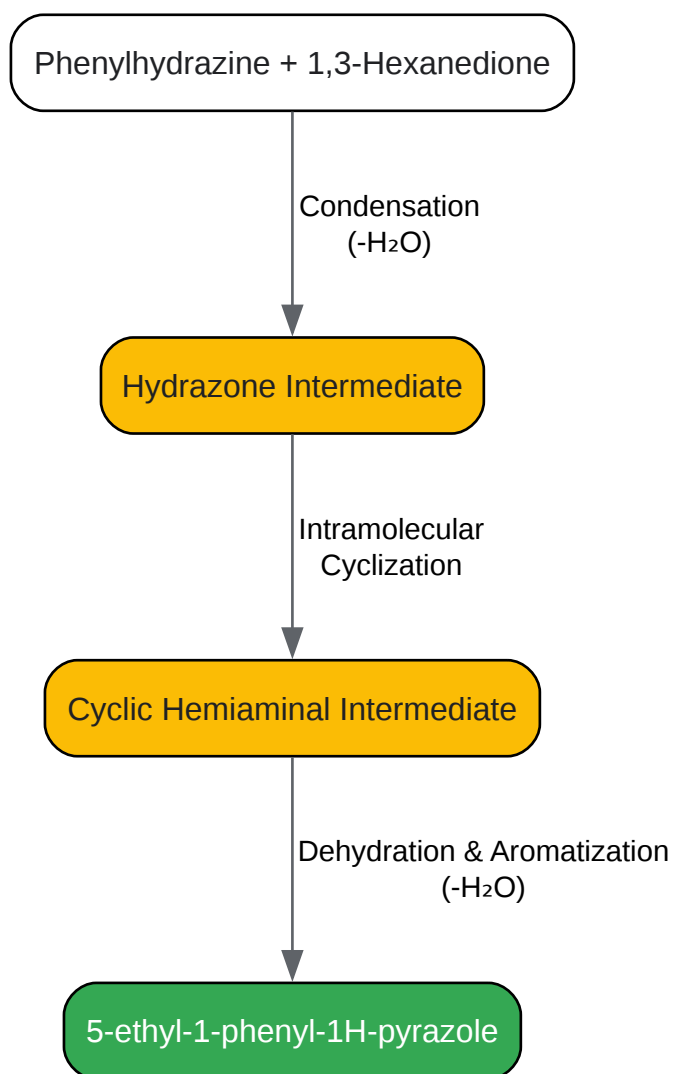 Phenylhydrazine + 1,3-Hexanedione
Condensation
(-H₂O)
Hydrazone Intermediate
Intramolecular
Cyclization
Cyclic Hemiaminal Intermediate
Dehydration & Aromatization
(-H₂O)
5-ethyl-1-phenyl-1H-pyrazole